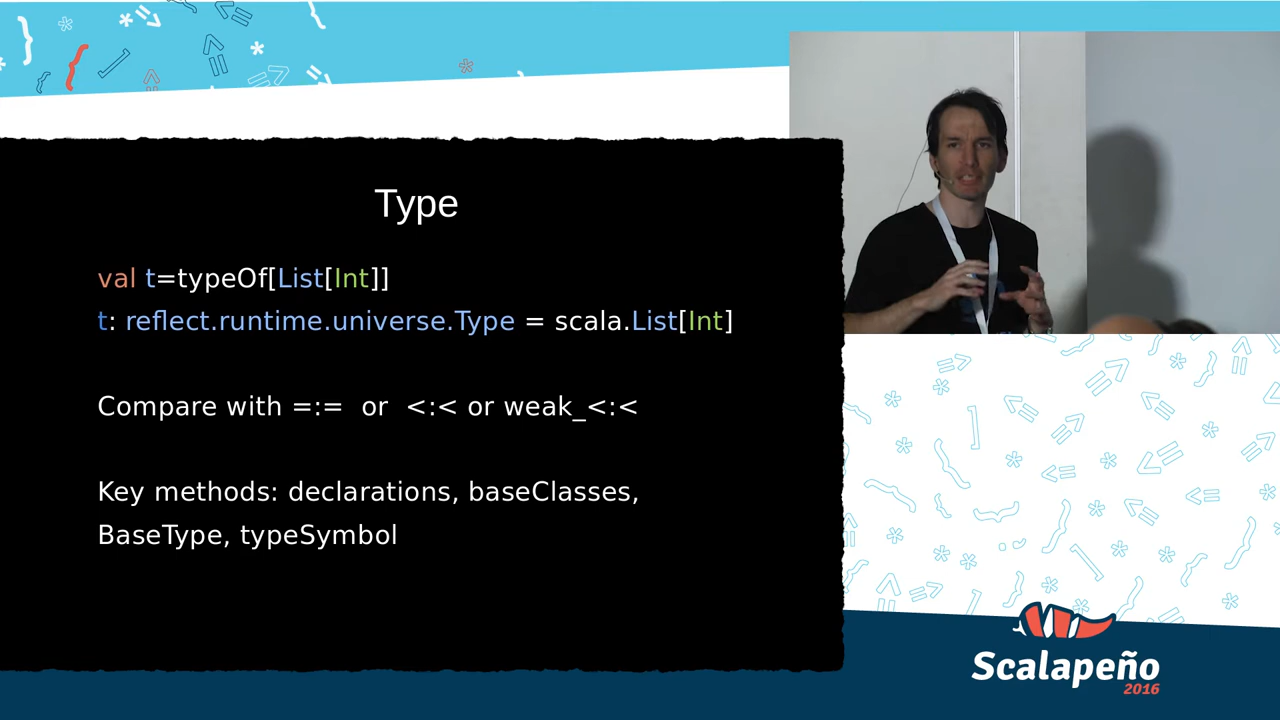 Type
val t=typeOf[List[Int]]
t: reflect.runtime.universe.Type = scala.List[Int]
Compare with =:= or <:< or weak_<:<
Key methods: declarations, baseClasses,
BaseType, typeSymbol
Scalapeño
2016